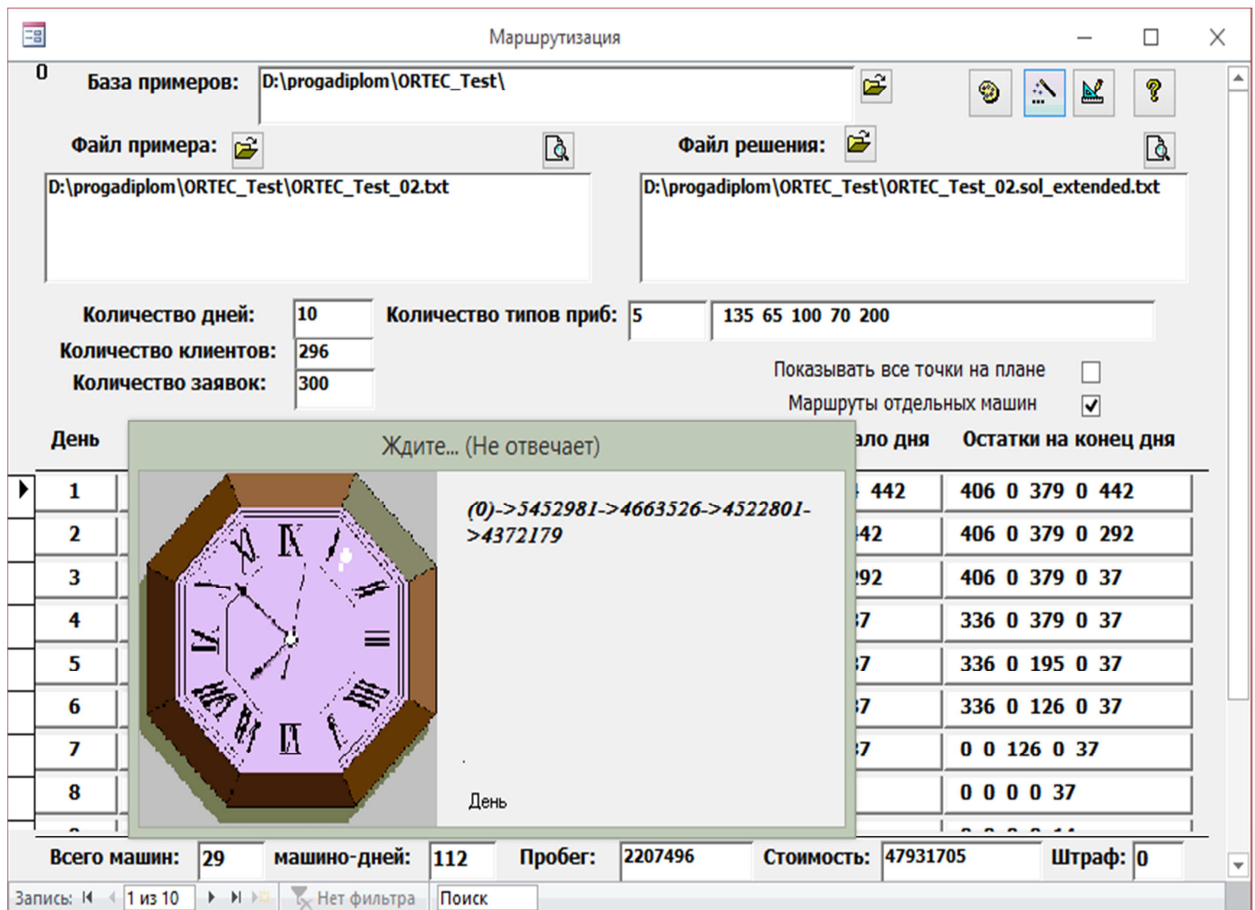 Маршрутизация
0 База примеров: D:\progadiplom\ORTEC_Test\
Файл примера: Файл решения:
D:\progadiplom\ORTEC_Test\ORTEC_Test_02.txt D:\progadiplom\ORTEC_Test\ORTEC_Test_02.sol_extended.txt
Количество дней: 10 Количество типов приб: 5 135 65 100 70 200
Количество клиентов: 296
Показывать все точки на плане
Количество заявок: 300
Маршруты отдельных машин
День ало дня Остатки на конец дня
Ждите... (Не отвечает)
1 442 406 0 379 0 442
(0)->5452981->4663526->4522801-
>4372179
2 442 406 0 379 0 292
3 292 406 0 379 0 37
4 37 336 0 379 0 37
5 37 336 0 195 0 37
6 37 336 0 126 0 37
7 37 0 0 126 0 37
8 0 0 0 0 37
День
Всего машин: 29 машино-дней: 112 Пробег: 2207496 Стоимость: 47931705 Штраф: 0
Запись: 1 из 10 Нет фильтра Поиск